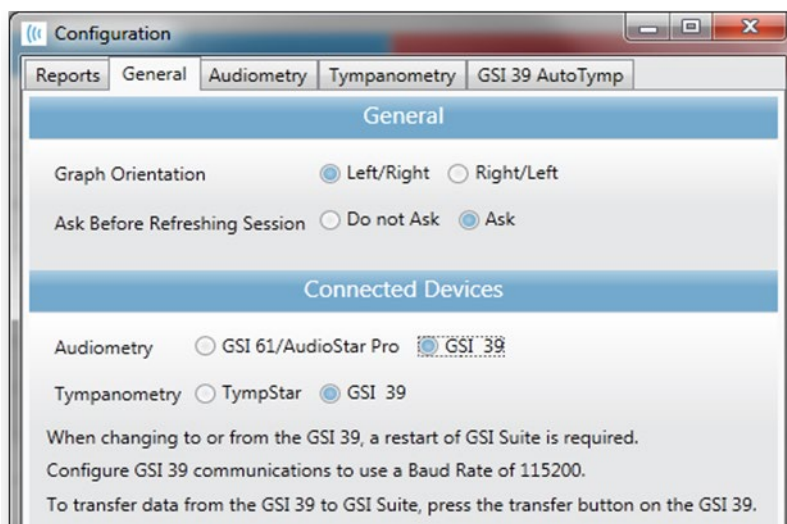 Configuration
Reports General Audiometry Tympanometry GSI 39 AutoTymp
General
Graph Orientation Left/Right Right/Left
Ask Before Refreshing Session Do not Ask Ask
Connected Devices
Audiometry GSI 61/AudioStar Pro GSI 39
Tympanometry TympStar GSI 39
When changing to or from the GSI 39, a restart of GSI Suite is required.
Configure GSI 39 communications to use a Baud Rate of 115200.
To transfer data from the GSI 39 to GSI Suite, press the transfer button on the GSI 39.